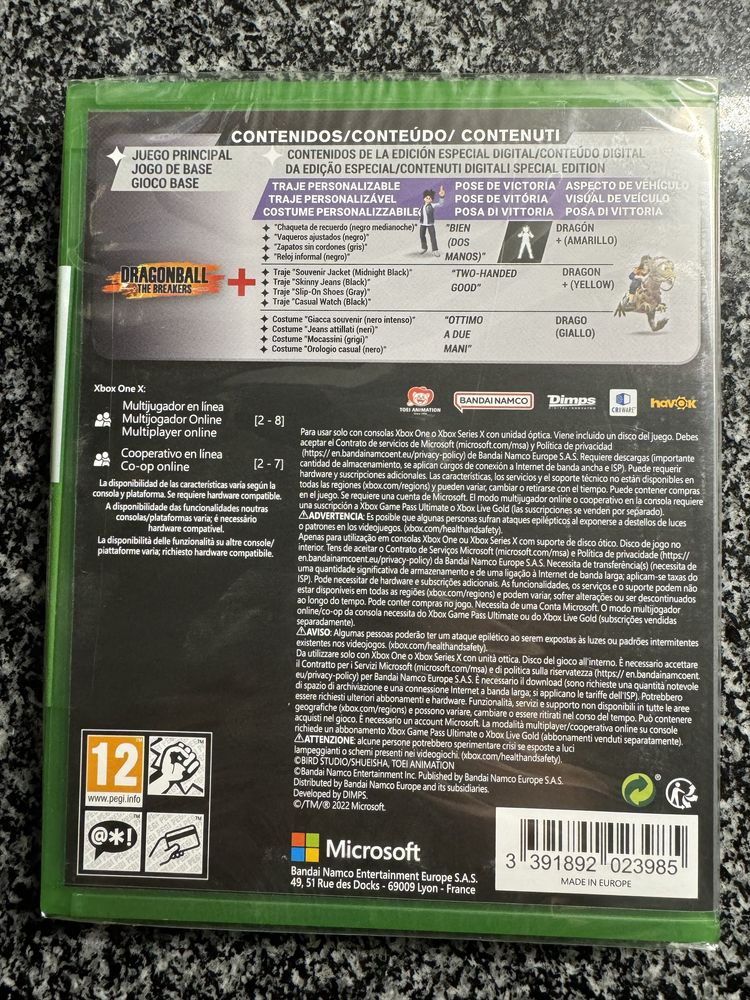 CONTENIDOS/CONTEÚDO/ CONTENUTI
JUEGO PRINCIPAL
JOGO DE BASE
GIOCO BASE
CONTENIDOS DE LA EDICIÓN ESPECIAL DIGITAL/CONTEÚDO DIGITAL
DA EDIÇÃO ESPECIAL/CONTENUTI DIGITALI SPECIAL EDITION
TRAJE PERSONALIZABLE
TRAJE PERSONALIZÁVEL
COSTUME PERSONALIZZABILE
POSE DE VICTORIA
POSE DE VITÓRIA
POSA DI VITTORIA
ASPECTO DE VEHÍCULO
VISUAL DE VEÍCULO
POSA DI VITTORIA
DRAGONBALL
THE BREAKERS
+
"Chaqueta de recuerdo (negro medianoche)"
"Vaqueros ajustados (negro)"
"Zapatos sin cordones (gris)"
"Reloj informal (negro)"
"BIEN
(DOS
MANOS)"
DRAGÓN
+ (AMARILLO)
Traje "Souvenir Jacket (Midnight Black)"
Traje "Skinny Jeans (Black)"
Traje "Slip-On Shoes (Gray)"
Traje "Casual Watch (Black)"
"TWO-HANDED
GOOD"
DRAGON
+ (YELLOW)
Costume "Giacca souvenir (nero intenso)"
Costume "Jeans attillati (neri)"
Costume "Mocassini (grigi)"
Costume "Orologio casual (nero)"
"OTTIMO
A DUE
MANI"
DRAGO
(GIALLO)
Xbox One X:
Multijugador en línea
Multijogador Online
Multiplayer online
[2 - 8]
Cooperativo en línea
Co-op online
[2 - 7]
La disponibilidad de las características varía según la
consola y plataforma. Se requiere hardware compatible.
A disponibilidade das funcionalidades noutras
consolas/plataformas varia; é necessário
hardware compatível.
La disponibilità delle funzionalità su altre console/
piattaforme varia; richiesto hardware compatibile.
TOEI ANIMATION
BANDAI NAMCO
Dimps
DIGITAL INNOVATOR
CRIWARE
havok
Para usar solo con consolas Xbox One o Xbox Series X con unidad óptica. Viene incluido un disco del juego. Debes
aceptar el Contrato de servicios de Microsoft (microsoft.com/msa) y Política de privacidad
(https://en.bandainamcoent.eu/privacy-policy) de Bandai Namco Europe S.A.S. Requiere descargas (importante
cantidad de almacenamiento, se aplican cargos de conexión a Internet de banda ancha e ISP). Puede requerir
hardware y suscripciones adicionales. Las características, los servicios y el soporte técnico no están disponibles en
todas las regiones (xbox.com/regions) y pueden variar, cambiar o retirarse con el tiempo. Puede contener compras
en el juego. Se requiere una cuenta de Microsoft. El modo multijugador online o cooperativo en la consola requiere
una suscripción a Xbox Game Pass Ultimate o Xbox Live Gold (las suscripciones se venden por separado).
ADVERTENCIA: Es posible que algunas personas sufran ataques epilépticos al exponerse a destellos de luces
o patrones en los videojuegos. (xbox.com/healthandsafety).
Apenas para utilização em consolas Xbox One ou Xbox Series X com suporte de disco ótico. Disco de jogo no
interior. Tens de aceitar o Contrato de Serviços Microsoft (microsoft.com/msa) e Política de privacidade (https://
en.bandainamcoent.eu/privacy-policy) da Bandai Namco Europe S.A.S. Necessita de transferência(s) (necessita de
uma quantidade significativa de armazenamento e de uma ligação à Internet de banda larga; aplicam-se taxas do
ISP). Pode necessitar de hardware e subscrições adicionais. As funcionalidades, os serviços e o suporte podem não
estar disponíveis em todas as regiões (xbox.com/regions) e podem variar, sofrer alterações ou ser descontinuados
ao longo do tempo. Pode conter compras no jogo. Necessita de uma Conta Microsoft. O modo multijogador
online/co-op da consola necessita do Xbox Game Pass Ultimate ou do Xbox Live Gold (subscrições vendidas
separadamente).
AVISO: Algumas pessoas poderão ter um ataque epilético ao serem expostas às luzes ou padrões intermitentes
existentes nos videojogos. (xbox.com/healthandsafety).
Da utilizzare solo con Xbox One o Xbox Series X con unità ottica. Disco del gioco all'interno. È necessario accettare
il Contratto per i Servizi Microsoft (microsoft.com/msa) e di politica sulla riservatezza (https://en.bandainamcoent.
eu/privacy-policy) per Bandai Namco Europe S.A.S. È necessario il download (sono richieste una quantità notevole
di spazio di archiviazione e una connessione Internet a banda larga; si applicano le tariffe dell'ISP). Potrebbero
essere richiesti ulteriori abbonamenti e hardware. Funzionalità, servizi e supporto non disponibili in tutte le aree
geografiche (xbox.com/regions) e possono variare, cambiare o essere ritirati nel corso del tempo. Può contenere
acquisti nel gioco. È necessario un account Microsoft. La modalità multiplayer/cooperativa online su console
richiede un abbonamento Xbox Game Pass Ultimate o Xbox Live Gold (abbonamenti venduti separatamente).
ATTENZIONE: alcune persone potrebbero sperimentare crisi se esposte a luci
lampeggianti o schemi presenti nei videogiochi. (xbox.com/healthandsafety).
©BIRD STUDIO/SHUEISHA, TOEI ANIMATION
©Bandai Namco Entertainment Inc. Published by Bandai Namco Europe S.A.S.
Distributed by Bandai Namco Europe and its subsidiaries.
Developed by DIMPS.
©/TM/® 2022 Microsoft.
12
www.pegi.info
@*!
Microsoft
Bandai Namco Entertainment Europe S.A.S.
49, 51 Rue des Docks - 69009 Lyon - France
3 391892 023985
MADE IN EUROPE